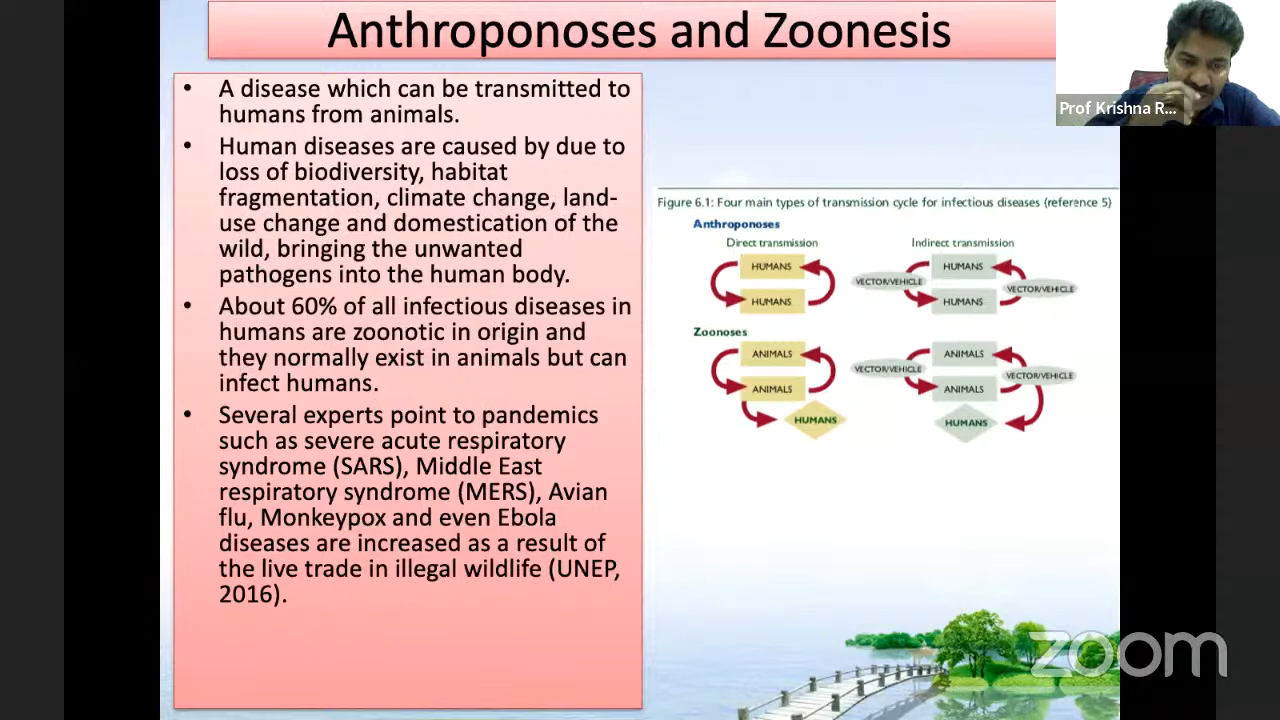 Anthroponoses and Zoonesis
Prof Krishna R...
• A disease which can be transmitted to
humans from animals.
• Human diseases are caused by due to
loss of biodiversity, habitat
fragmentation, climate change, land-
use change and domestication of the
wild, bringing the unwanted
pathogens into the human body.
• About 60% of all infectious diseases in
humans are zoonotic in origin and
they normally exist in animals but can
infect humans.
• Several experts point to pandemics
such as severe acute respiratory
syndrome (SARS), Middle East
respiratory syndrome (MERS), Avian
flu, Monkeypox and even Ebola
diseases are increased as a result of
the live trade in illegal wildlife (UNEP,
2016).
Figure 6.1: Four main types of transmission cycle for infectious diseases (reference 5)
Anthroponoses
Direct transmission
HUMANS
HUMANS
Indirect transmission
HUMANS
VECTOR/VEHICLE
VECTOR/VEHICLE
HUMANS
Zoonoses
ANIMALS
ANIMALS
HUMANS
ANIMALS
VECTOR/VEHICLE
VECTOR/VEHICLE
ANIMALS
HUMANS
zoom